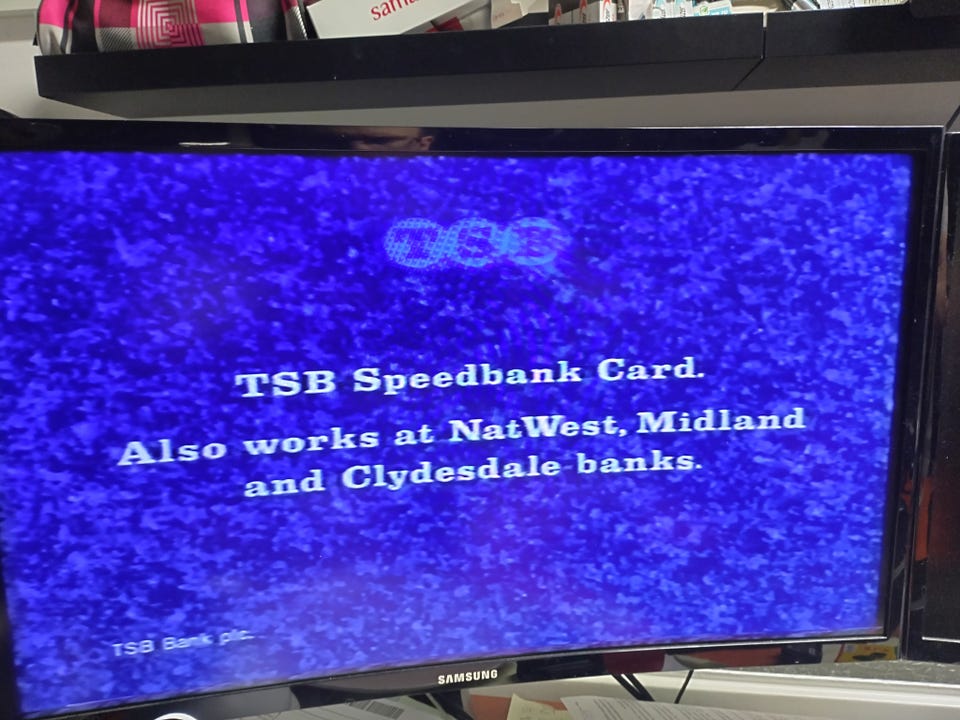 TSB
TSB Speedbank Card.
Also works at NatWest, Midland
and Clydesdale banks.
TSB Bank plc.
SAMSUNG